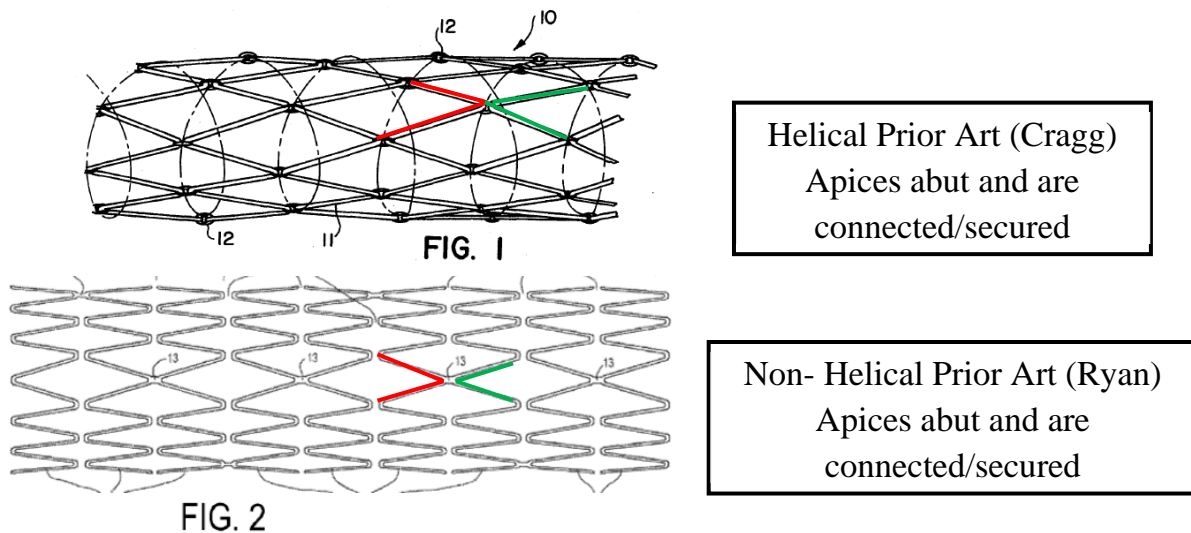 12
10
12
11
FIG. 1
Helical Prior Art (Cragg)
Apices abut and are
connected/secured
13
13
13
13
FIG. 2
Non- Helical Prior Art (Ryan)
Apices abut and are
connected/secured